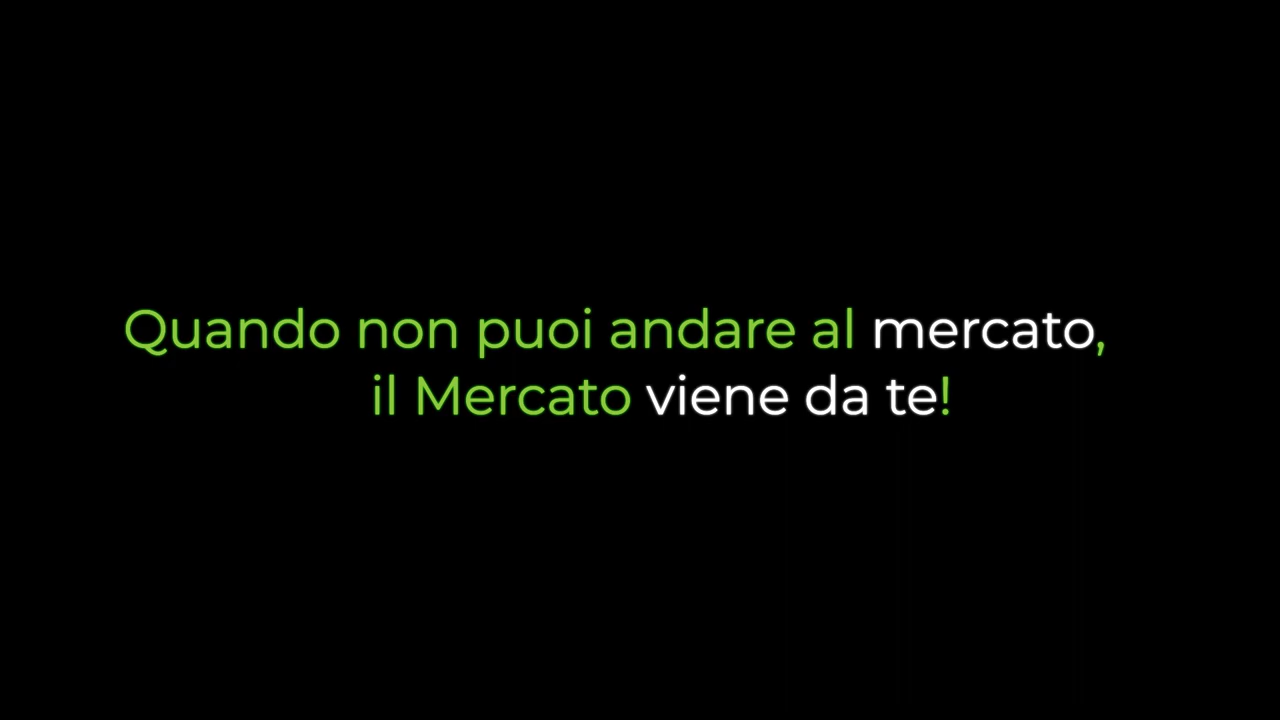 Quando non puoi andare al mercato,
il Mercato viene da te!